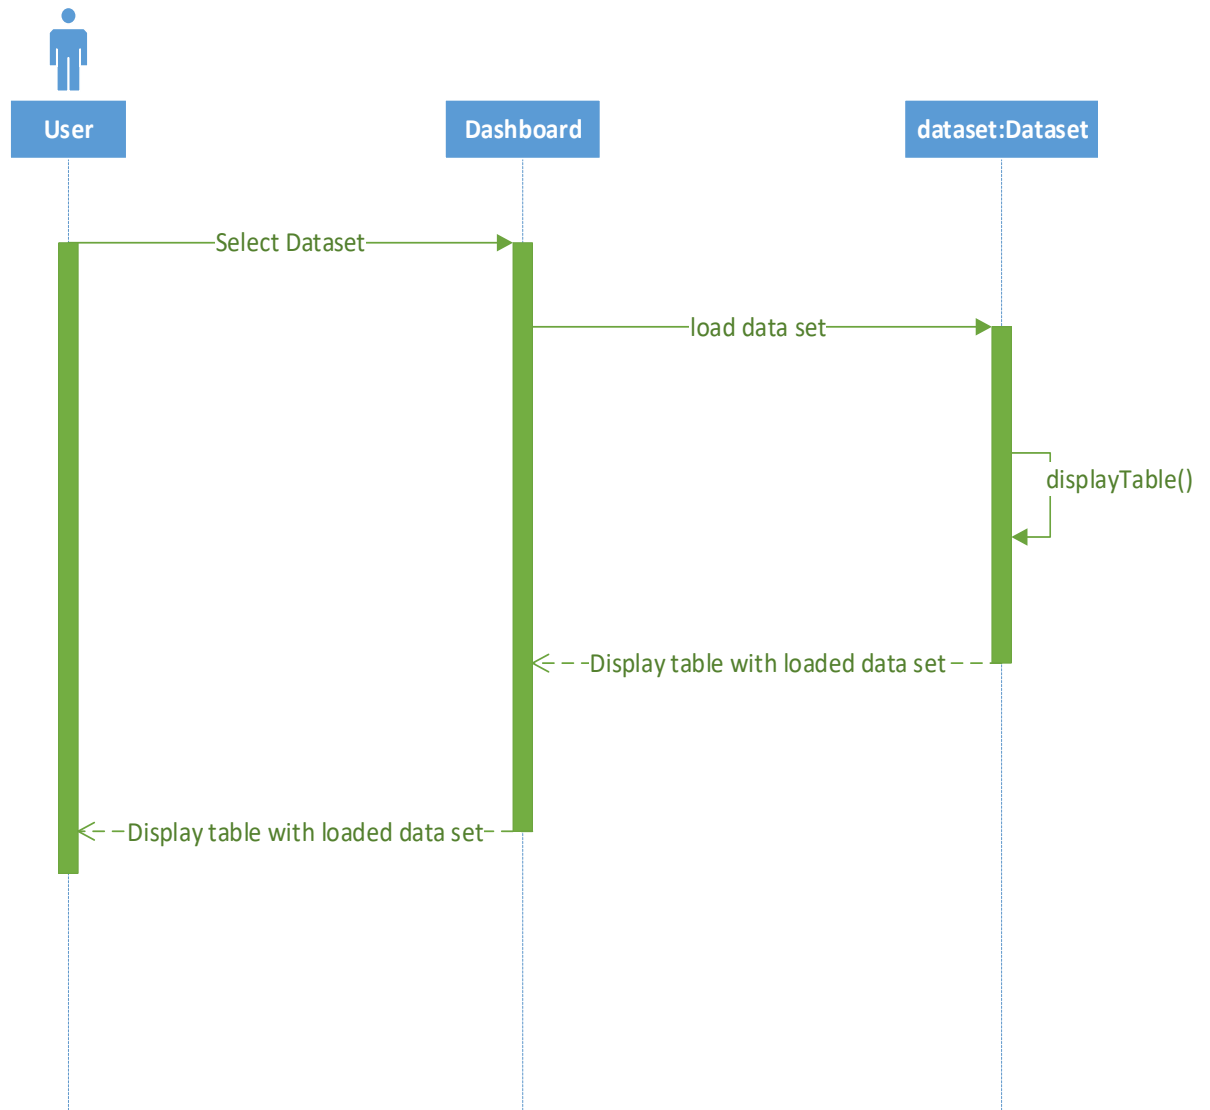 User
Dashboard
dataset:Dataset
Select Dataset
load data set
displayTable()
Display table with loaded data set
Display table with loaded data set